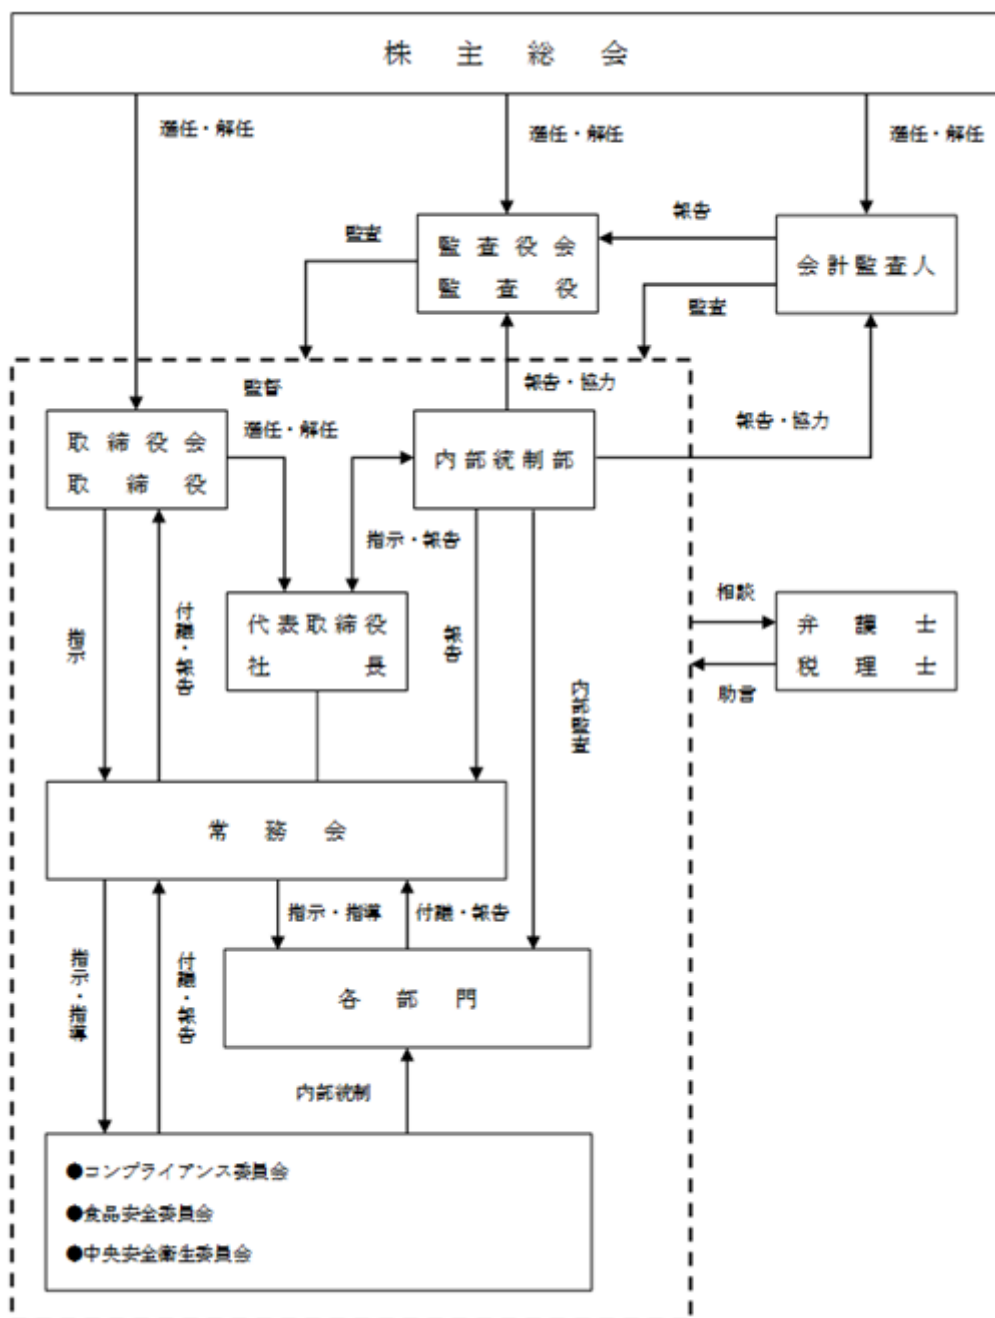 株主総会
選任・解任
選任・解任
選任・解任
報告
監査
監査役会
監査役
会計監査人
監査
報告・協力
監督
選任・解任
取締役会
取締役
内部統制部
報告・協力
指示・報告
代表取締役
社長
指示
付議・報告
報告
内部監査
相談
弁護士
税理士
助言
常務会
指示・指導
付議・報告
指示・指導
付議・報告
各部門
内部統制
●コンプライアンス委員会
●食品安全委員会
●中央安全衛生委員会